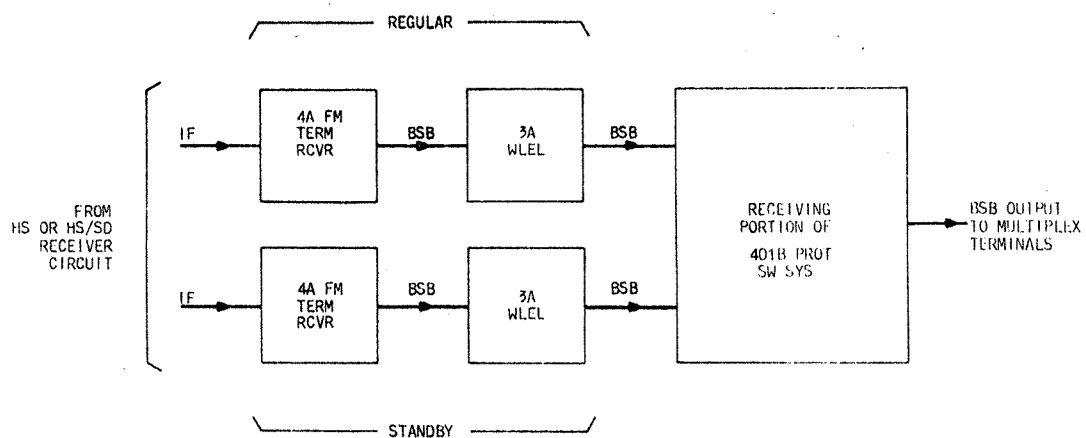 REGULAR
IF
4A FM
TERM
RCVR
BSB
3A
WLEL
BSB
FROM
HS OR HS/SD
RECEIVER
CIRCUIT
RECEIVING
PORTION OF
401B PROT
SW SYS
BSB OUTPUT
TO MULTIPLEX
TERMINALS
IF
4A FM
TERM
RCVR
BSB
3A
WLEL
BSB
STANDBY